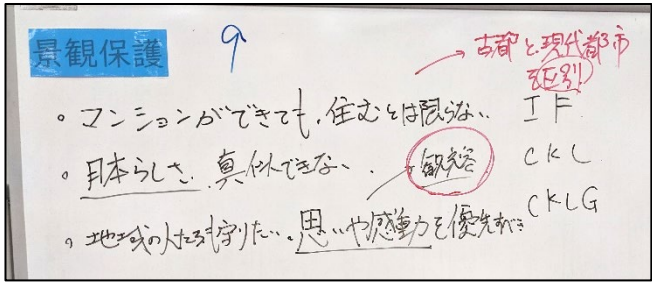 景観保護
9
→ 古都と現代都市
を区別
・マンションができても、住むとは限らない
IF
・日本らしさ 真似できない
観光客
CKL
・地域の人たちも守りたい。思いや感動力を優先すべき
CKLG